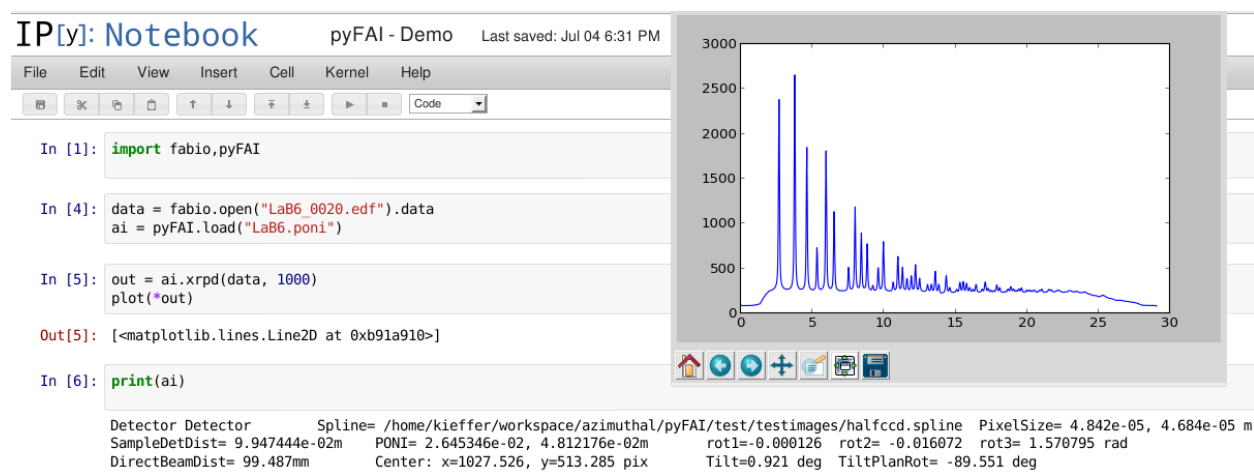 IP[y]: Notebook pyFAI - Demo Last saved: Jul 04 6:31 PM
File Edit View Insert Cell Kernel Help
Code
In [1]: import fabio,pyFAI
In [4]: data = fabio.open("LaB6_0020.edf").data
ai = pyFAI.load("LaB6.poni")
In [5]: out = ai.xrpd(data, 1000)
plot(*out)
Out[5]: [<matplotlib.lines.Line2D at 0xb91a910>]
In [6]: print(ai)
3000
2500
2000
1500
1000
500
0
0 5 10 15 20 25 30
Detector Detector Spline= /home/kieffer/workspace/azimuthal/pyFAI/test/testimages/halfccd.spline PixelSize= 4.842e-05, 4.684e-05 m
SampleDetDist= 9.947444e-02m PONI= 2.645346e-02, 4.812176e-02m rot1=-0.000126 rot2= -0.016072 rot3= 1.570795 rad
DirectBeamDist= 99.487mm Center: x=1027.526, y=513.285 pix Tilt=0.921 deg TiltPlanRot= -89.551 deg